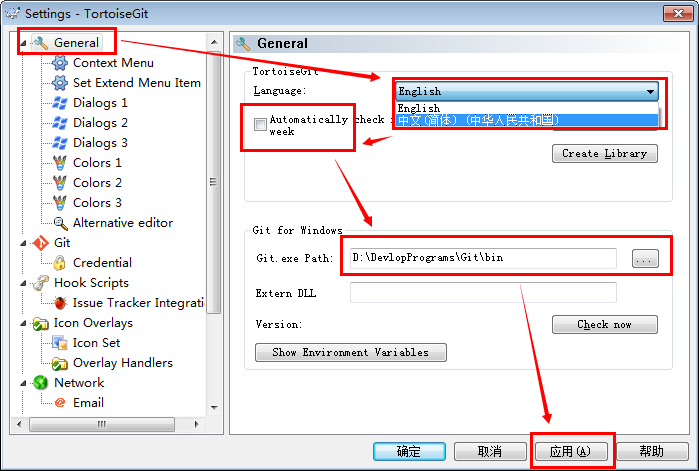 Settings - TortoiseGit
General
Context Menu
Set Extend Menu Item
Dialogs 1
Dialogs 2
Dialogs 3
Colors 1
Colors 2
Colors 3
Alternative editor
Git
Credential
Hook Scripts
Issue Tracker Integratio
Icon Overlays
Icon Set
Overlay Handlers
Network
Email
General
TortoiseGit
Language:
English
English
中文(简体) (中华人民共和国)
Automatically check
week
Create Library
Git for Windows
Git.exe Path:
D:\DevlopPrograms\Git\bin
...
Extern DLL
Version:
Check now
Show Environment Variables
确定
取消
应用(A)
帮助